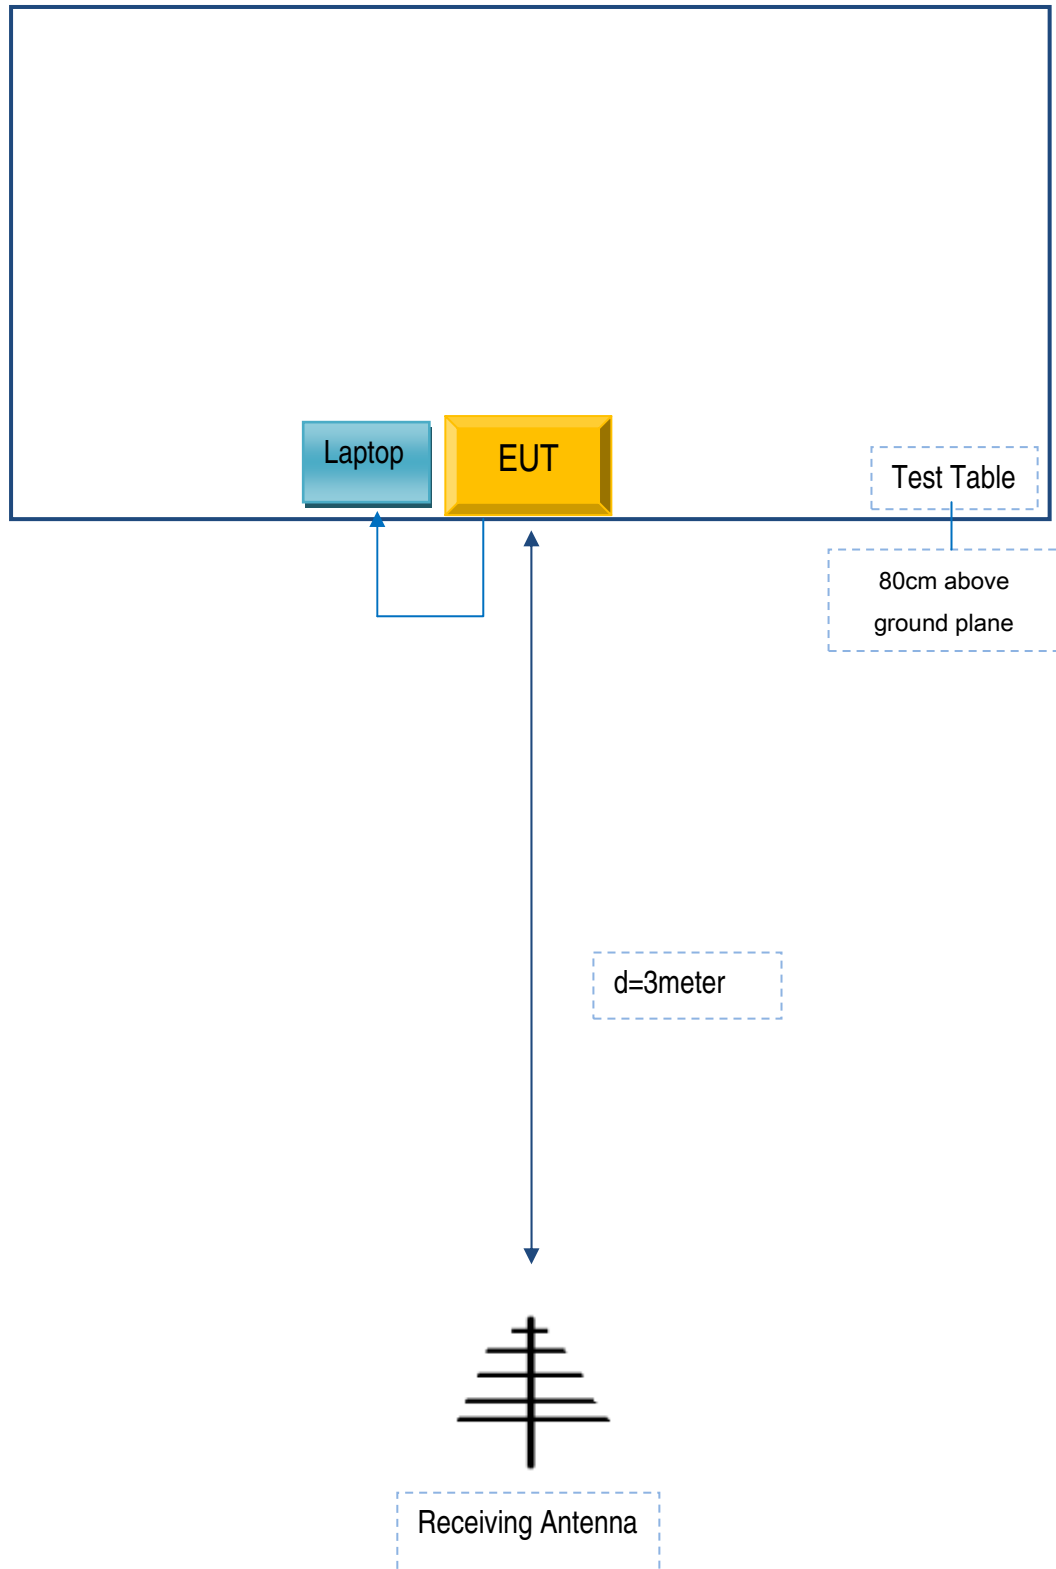 Laptop
EUT
Test Table
80cm above
ground plane
d=3meter
Receiving Antenna